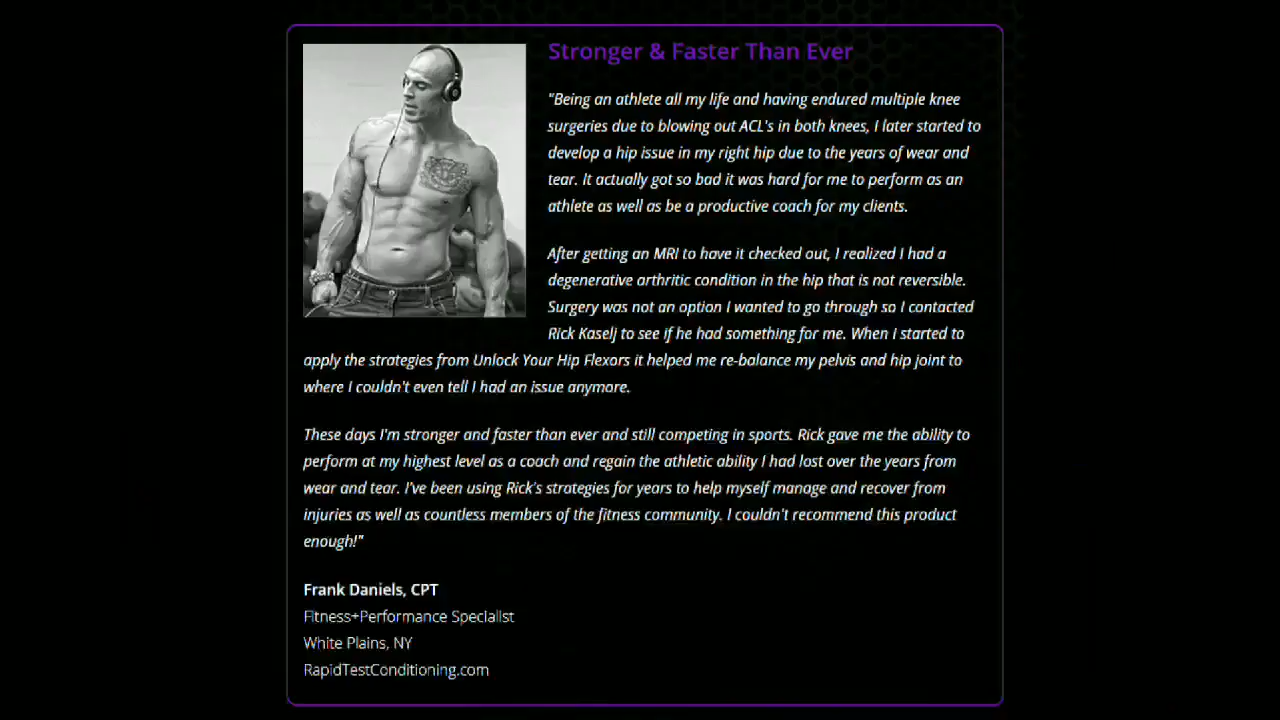 Stronger & Faster Than Ever
"Being an athlete all my life and having endured multiple knee
surgeries due to blowing out ACL's in both knees, I later started to
develop a hip issue in my right hip due to the years of wear and
tear. It actually got so bad it was hard for me to perform as an
athlete as well as be a productive coach for my clients.
After getting an MRI to have it checked out, I realized I had a
degenerative arthritic condition in the hip that is not reversible.
Surgery was not an option I wanted to go through so I contacted
Rick Kaselj to see if he had something for me. When I started to
apply the strategies from Unlock Your Hip Flexors it helped me re-balance my pelvis and hip joint to
where I couldn't even tell I had an issue anymore.
These days I'm stronger and faster than ever and still competing in sports. Rick gave me the ability to
perform at my highest level as a coach and regain the athletic ability I had lost over the years from
wear and tear. I've been using Rick's strategies for years to help myself manage and recover from
injuries as well as countless members of the fitness community. I couldn't recommend this product
enough!"
Frank Daniels, CPT
Fitness+Performance Specialist
White Plains, NY
RapidTestConditioning.com